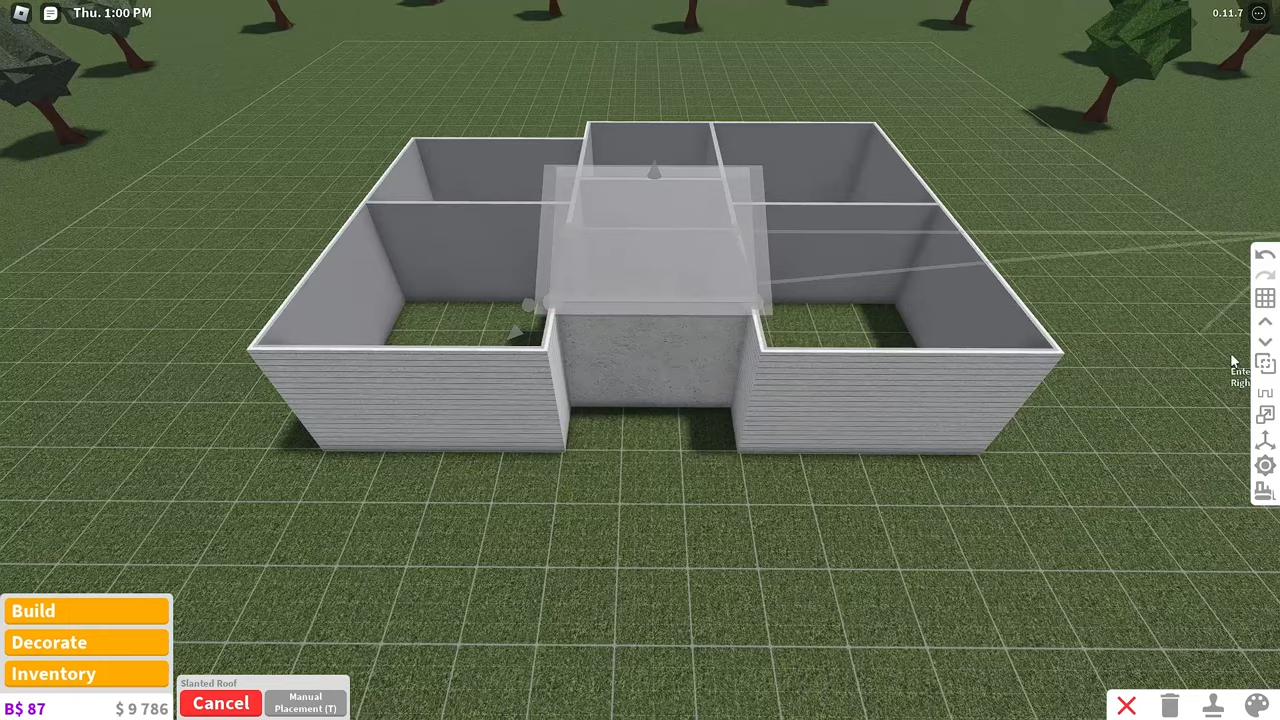 Thu. 1:00 PM
0.11.7
Build
Decorate
Inventory
B$ 87
$ 9 786
Slanted Roof
Cancel
Manual
Placement (T)